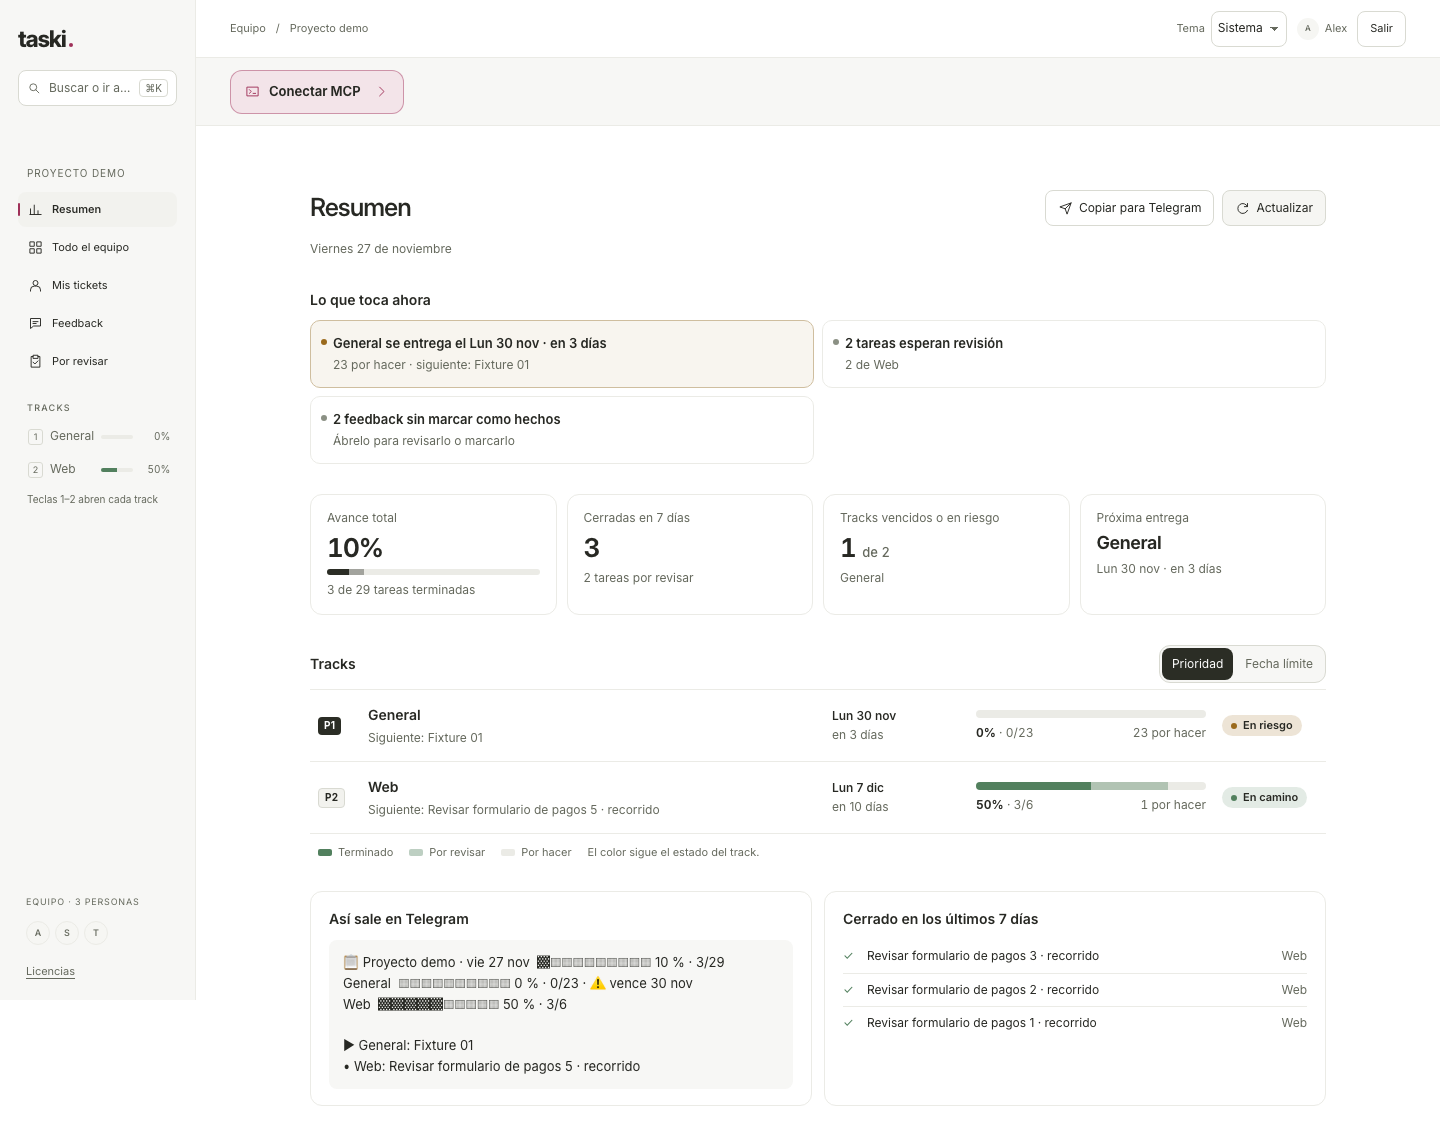 taski.
Buscar o ir a... ⌘K
PROYECTO DEMO
Resumen
Todo el equipo
Mis tickets
Feedback
Por revisar
TRACKS
1 General 0%
2 Web 50%
Teclas 1–2 abren cada track
EQUIPO · 3 PERSONAS
A S T
Licencias
Equipo / Proyecto demo
Tema Sistema A Alex Salir
Conectar MCP
Resumen
Copiar para Telegram Actualizar
Viernes 27 de noviembre
Lo que toca ahora
General se entrega el Lun 30 nov · en 3 días
23 por hacer · siguiente: Fixture 01
2 tareas esperan revisión
2 de Web
2 feedback sin marcar como hechos
Ábrelo para revisarlo o marcarlo
Avance total
10%
3 de 29 tareas terminadas
Cerradas en 7 días
3
2 tareas por revisar
Tracks vencidos o en riesgo
1 de 2
General
Próxima entrega
General
Lun 30 nov · en 3 días
Tracks
Prioridad Fecha límite
P1 General
Siguiente: Fixture 01
Lun 30 nov
en 3 días
0% · 0/23 23 por hacer
En riesgo
P2 Web
Siguiente: Revisar formulario de pagos 5 · recorrido
Lun 7 dic
en 10 días
50% · 3/6 1 por hacer
En camino
Terminado Por revisar Por hacer El color sigue el estado del track.
Así sale en Telegram
📋 Proyecto demo · vie 27 nov ▓░░░░░░░░░ 10 % · 3/29
General ░░░░░░░░░░ 0 % · 0/23 · ⚠️ vence 30 nov
Web ▓▓▓▓▓░░░░░ 50 % · 3/6
▶ General: Fixture 01
• Web: Revisar formulario de pagos 5 · recorrido
Cerrado en los últimos 7 días
Revisar formulario de pagos 3 · recorrido Web
Revisar formulario de pagos 2 · recorrido Web
Revisar formulario de pagos 1 · recorrido Web